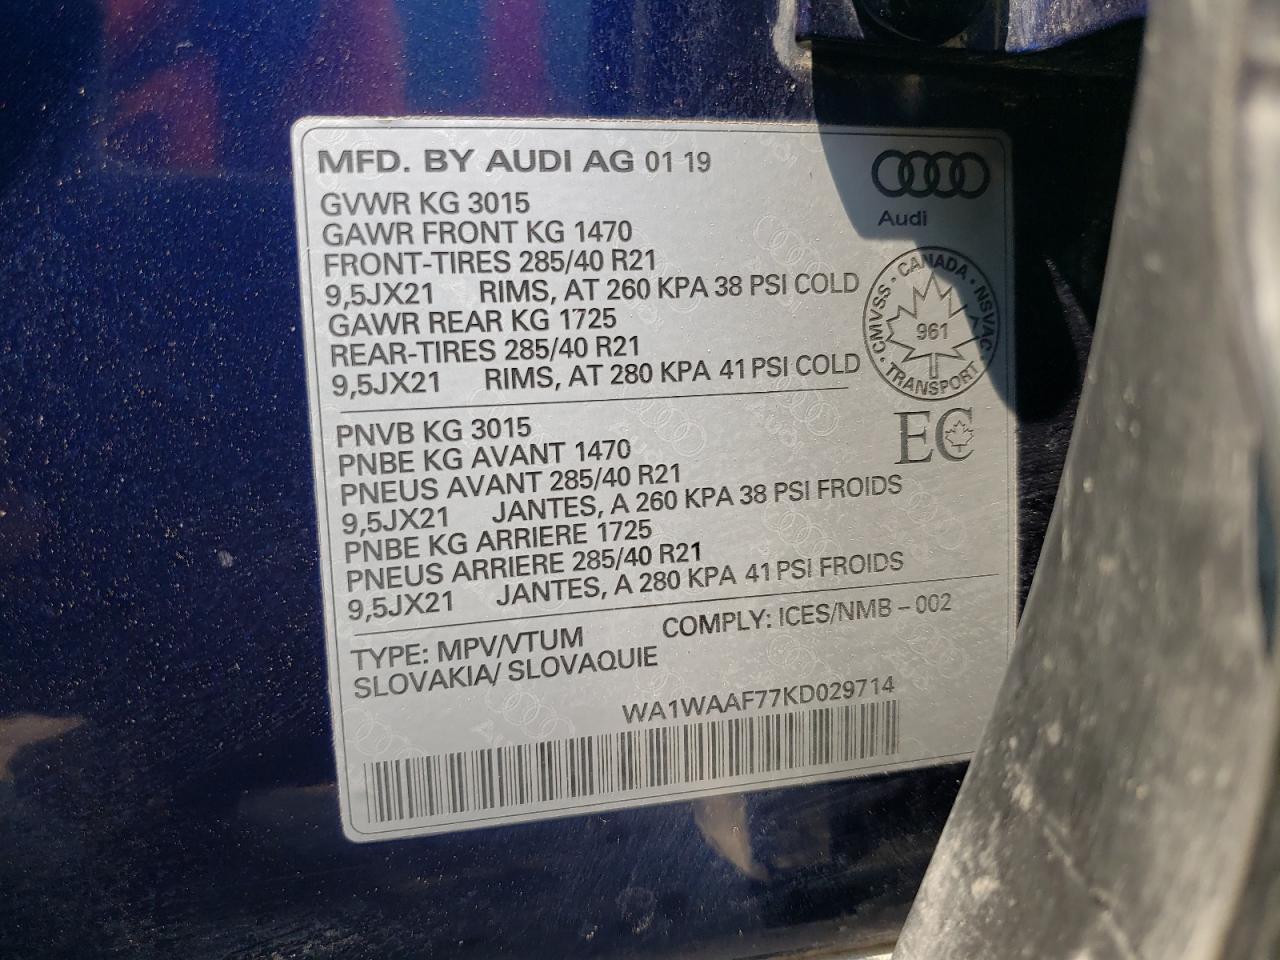 MFD. BY AUDI AG 01 19
Audi
GVWR KG 3015
GAWR FRONT KG 1470
FRONT-TIRES 285/40 R21
9,5JX21 RIMS, AT 260 KPA 38 PSI COLD
GAWR REAR KG 1725
REAR-TIRES 285/40 R21
9,5JX21 RIMS, AT 280 KPA 41 PSI COLD
CMVSS · CANADA · NSVAC · TRANSPORT ·
961
EC
PNVB KG 3015
PNBE KG AVANT 1470
PNEUS AVANT 285/40 R21
9,5JX21 JANTES, A 260 KPA 38 PSI FROIDS
PNBE KG ARRIERE 1725
PNEUS ARRIERE 285/40 R21
9,5JX21 JANTES, A 280 KPA 41 PSI FROIDS
TYPE: MPV/VTUM COMPLY: ICES/NMB-002
SLOVAKIA/ SLOVAQUIE
WA1WAAF77KD029714